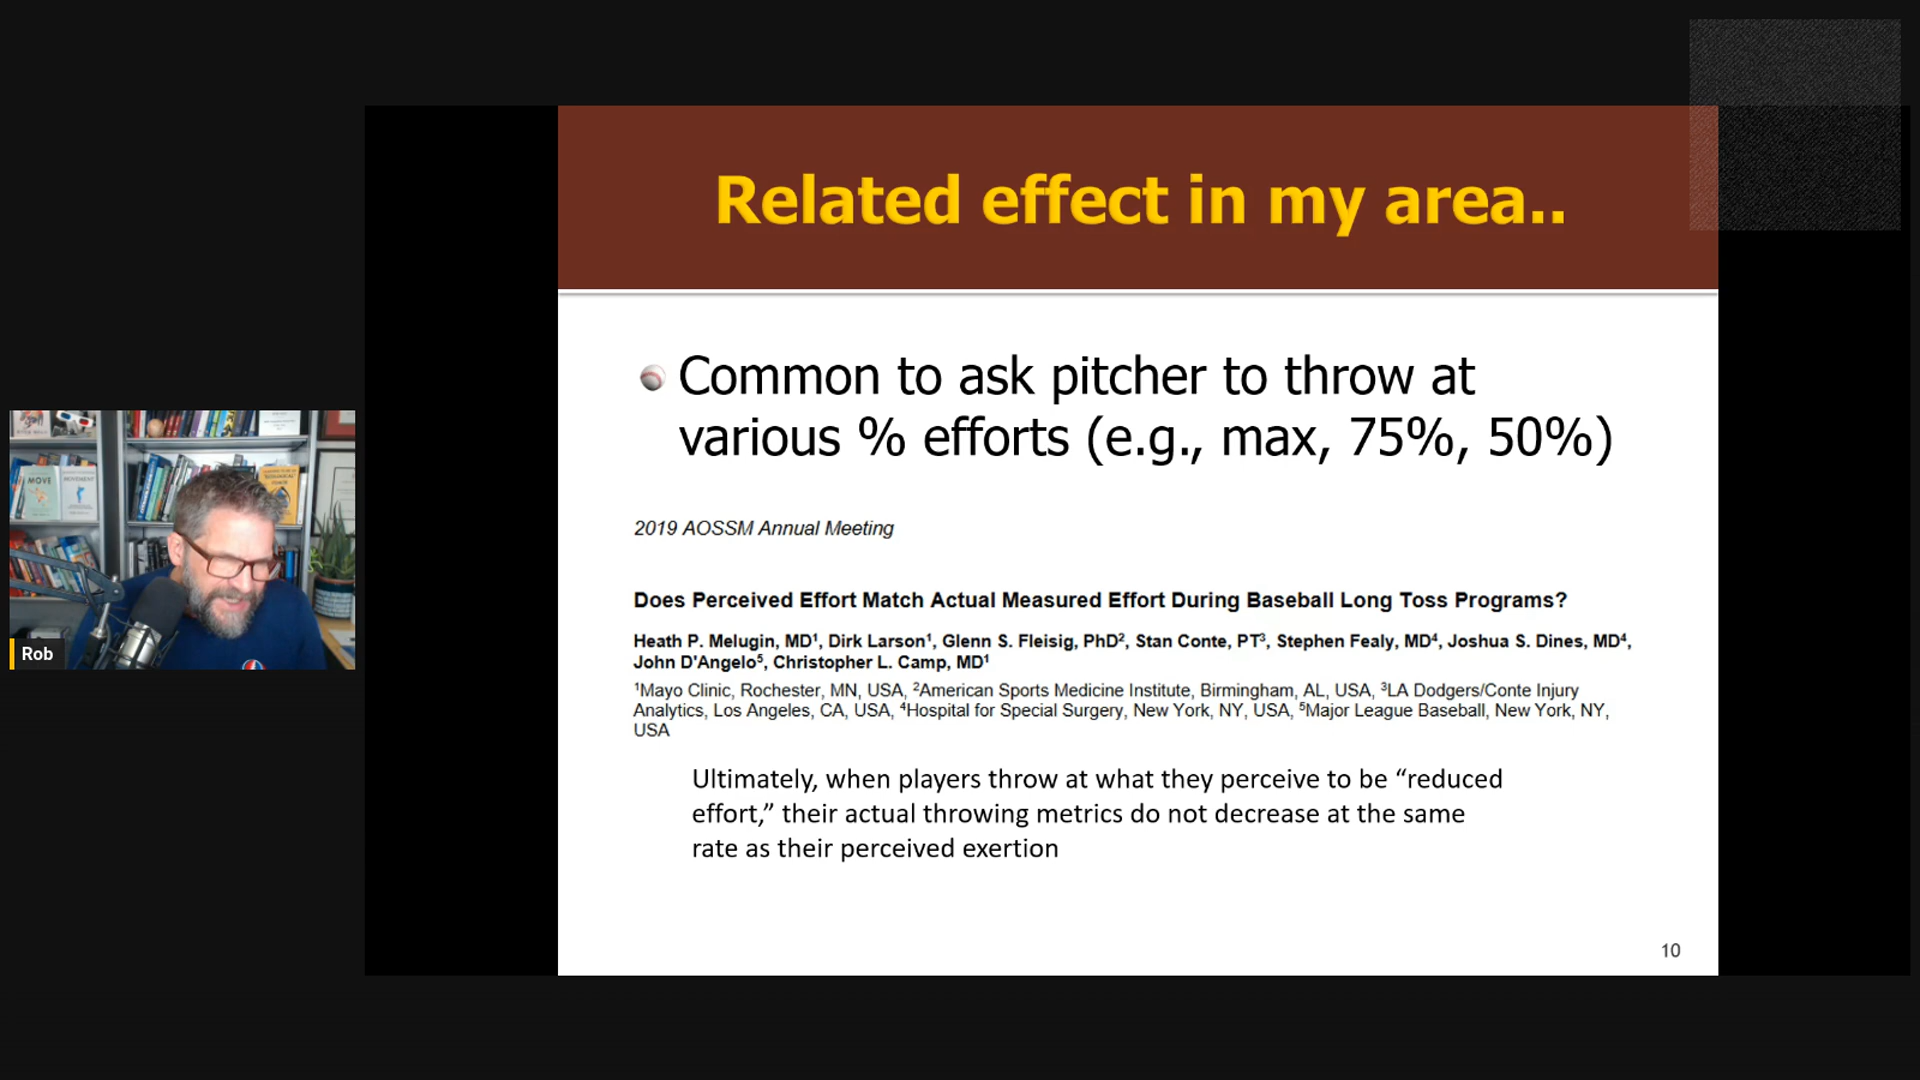 Related effect in my area..
Common to ask pitcher to throw at
various % efforts (e.g., max, 75%, 50%)
2019 AOSSM Annual Meeting
Does Perceived Effort Match Actual Measured Effort During Baseball Long Toss Programs?
Heath P. Melugin, MD¹, Dirk Larson¹, Glenn S. Fleisig, PhD², Stan Conte, PT³, Stephen Fealy, MD⁴, Joshua S. Dines, MD⁴,
John D'Angelo⁵, Christopher L. Camp, MD¹
¹Mayo Clinic, Rochester, MN, USA, ²American Sports Medicine Institute, Birmingham, AL, USA, ³LA Dodgers/Conte Injury
Analytics, Los Angeles, CA, USA, ⁴Hospital for Special Surgery, New York, NY, USA, ⁵Major League Baseball, New York, NY,
USA
Ultimately, when players throw at what they perceive to be “reduced
effort,” their actual throwing metrics do not decrease at the same
rate as their perceived exertion
10
MOVE
Rob